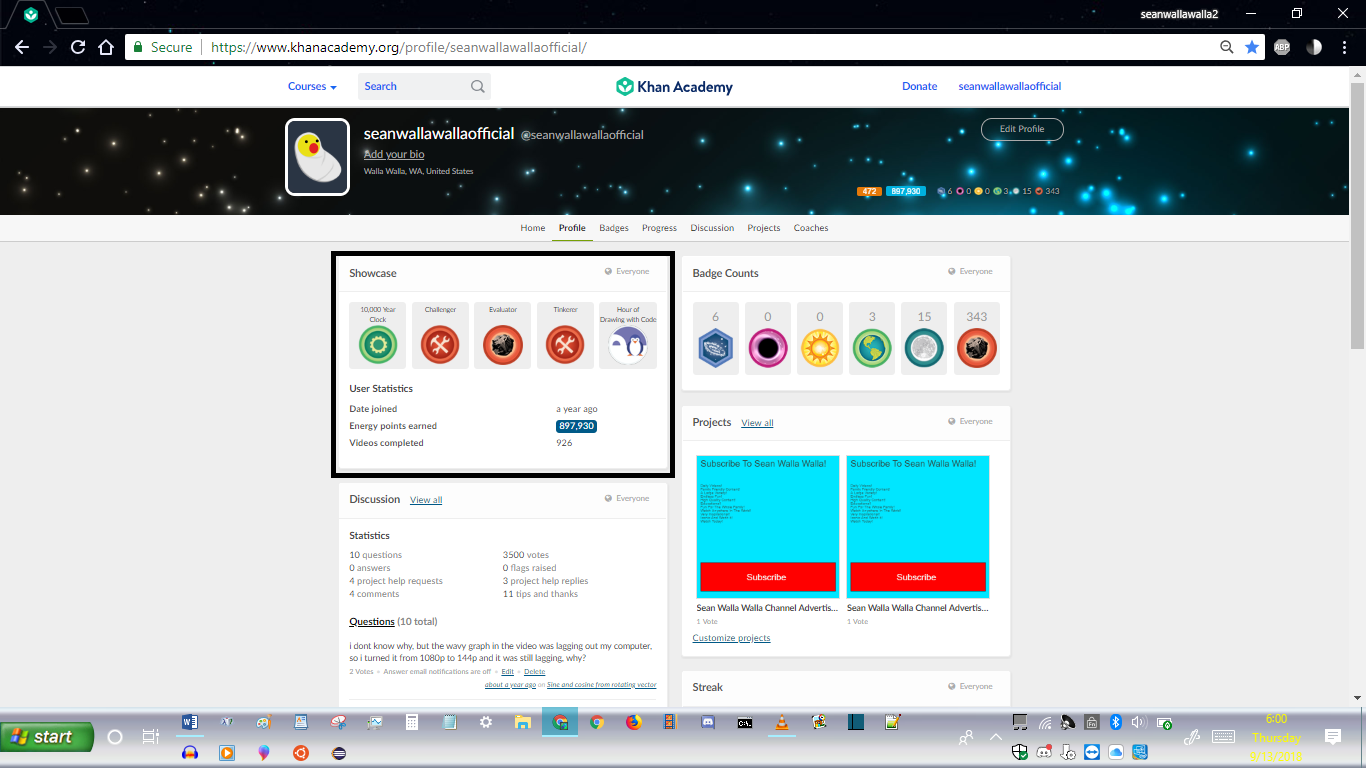 seanwallawalla2
Secure https://www.khanacademy.org/profile/seanwallawallaofficial/
ABP
Courses Search Khan Academy Donate seanwallawallaofficial
seanwallawallaofficial @seanwallawallaofficial
Edit Profile
Add your bio
Walla Walla, WA, United States
472 897,930 6 0 0 3 15 343
Home Profile Badges Progress Discussion Projects Coaches
Showcase Everyone
10,000 Year Clock
Challenger
Evaluator
Tinkerer
Hour of Drawing with Code
User Statistics
Date joined a year ago
Energy points earned 897,930
Videos completed 926
Badge Counts Everyone
6 0 0 3 15 343
Projects View all Everyone
Subscribe To Sean Walla Walla!
Subscribe
Sean Walla Walla Channel Advertis...
1 Vote
Subscribe To Sean Walla Walla!
Subscribe
Sean Walla Walla Channel Advertis...
1 Vote
Customize projects
Discussion View all Everyone
Statistics
10 questions 3500 votes
0 answers 0 flags raised
4 project help requests 3 project help replies
4 comments 11 tips and thanks
Questions (10 total)
i dont know why, but the wavy graph in the video was lagging out my computer,
so i turned it from 1080p to 144p and it was still lagging, why?
2 Votes • Answer email notifications are off • Edit • Delete
about a year ago on Sine and cosine from rotating vector
Streak Everyone
start
6:00
Thursday
9/13/2018